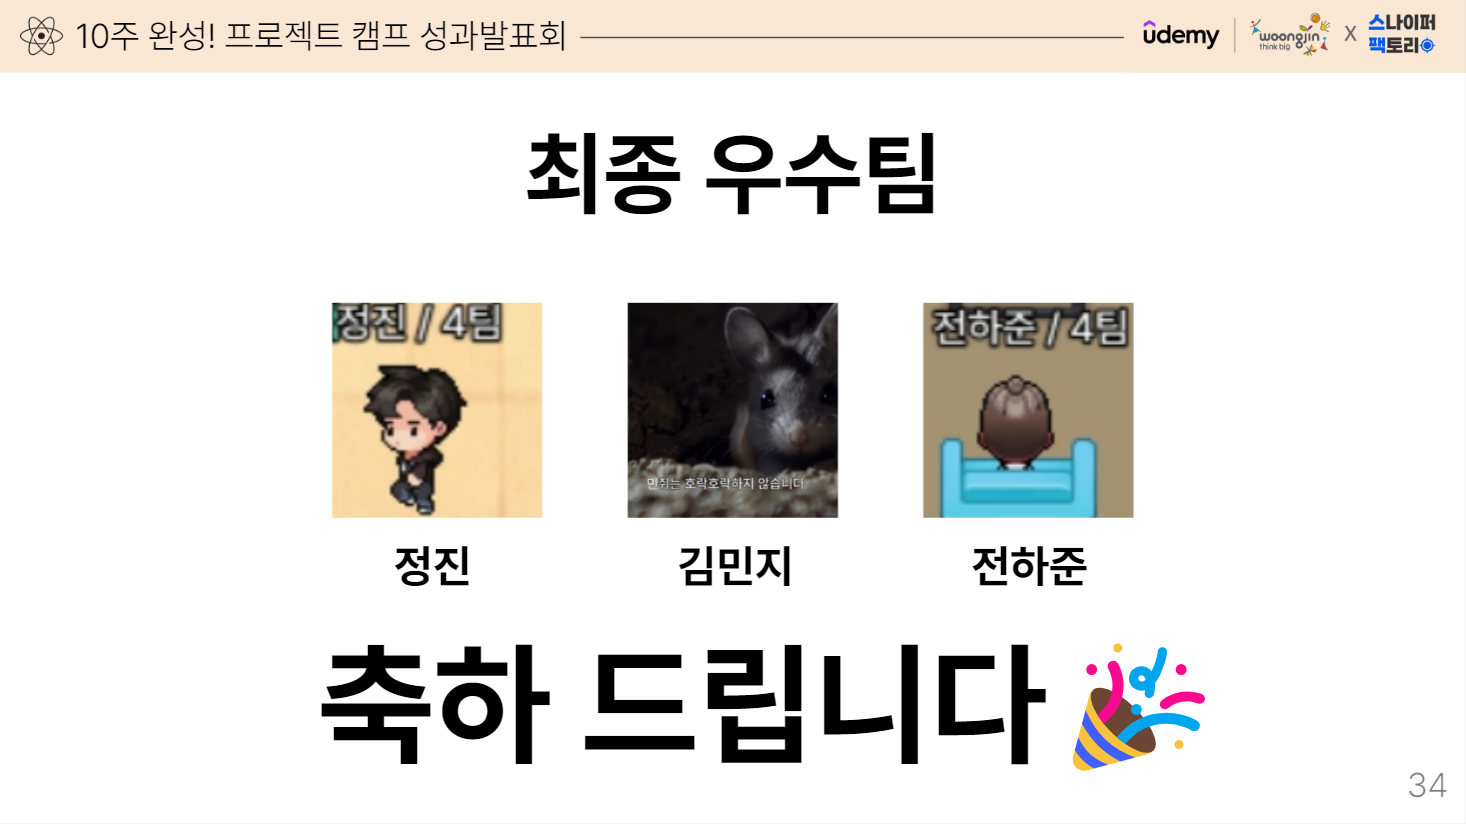 10주 완성! 프로젝트 캠프 성과발표회
udemy
woongjin
think big
X
스나이퍼
팩토리
최종 우수팀
정진 / 4팀
민쥐는 호락호락하지 않습니다
전하준 / 4팀
정진
김민지
전하준
축하 드립니다
34